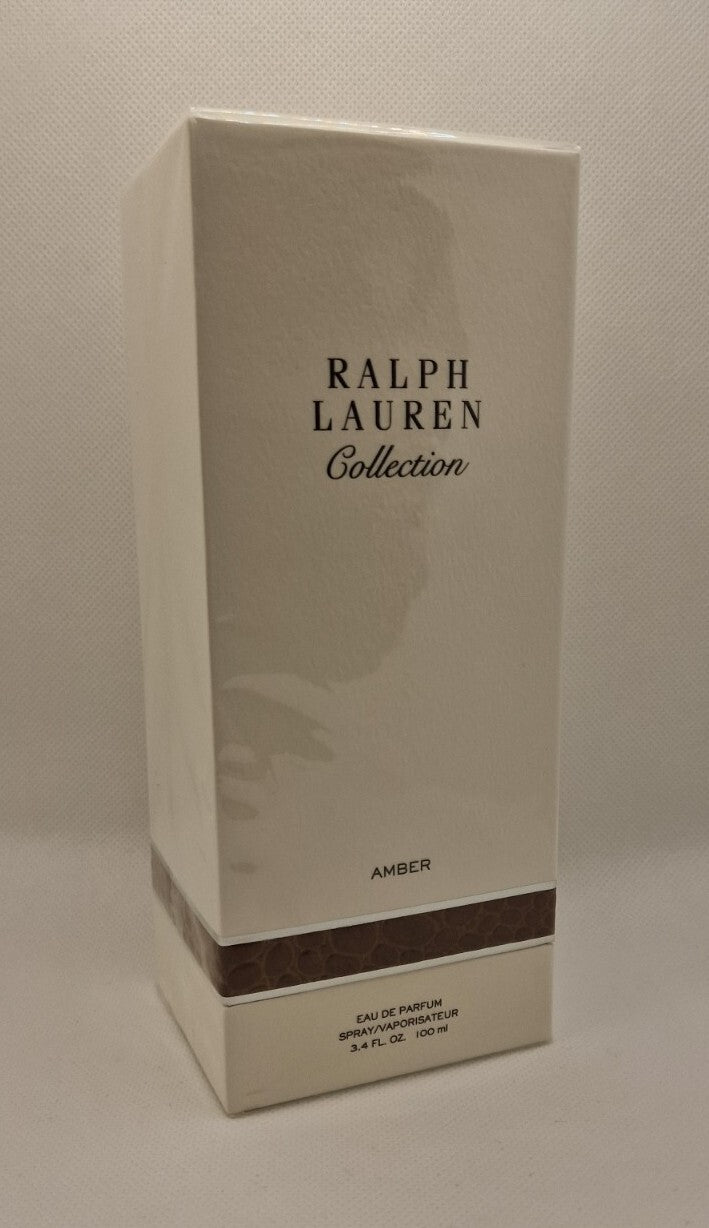 RALPH
LAUREN
Collection
AMBER
EAU DE PARFUM
SPRAY/VAPORISATEUR
3.4 FL. OZ. 100 ml